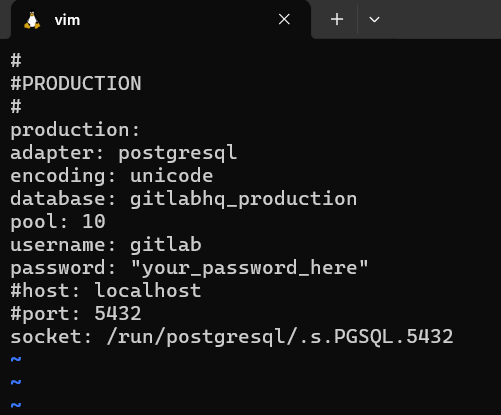 vim
#
#PRODUCTION
#
production:
adapter: postgresql
encoding: unicode
database: gitlabhq_production
pool: 10
username: gitlab
password: "your_password_here"
#host: localhost
#port: 5432
socket: /run/postgresql/.s.PGSQL.5432
~
~
~